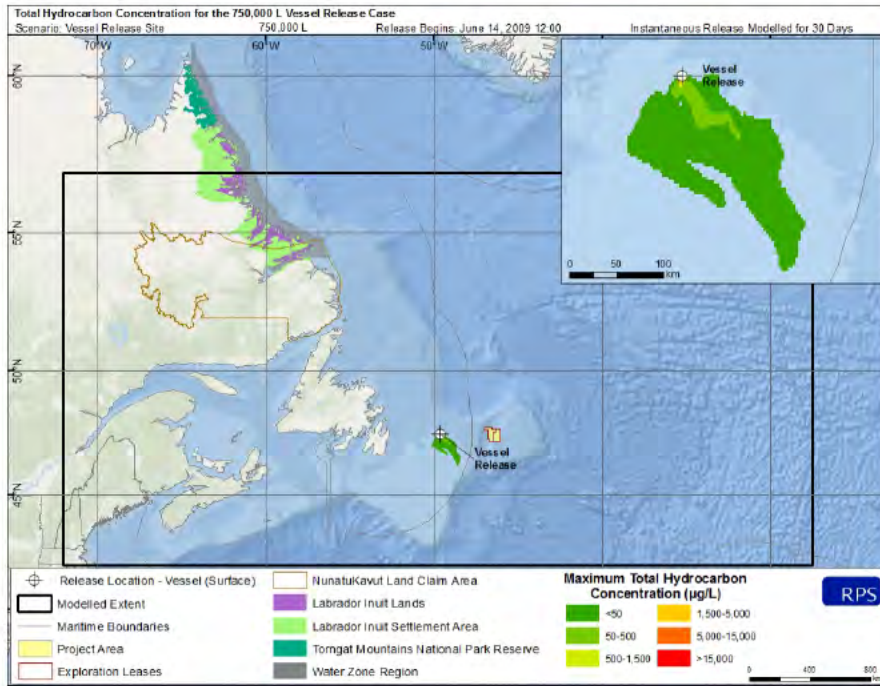 Total Hydrocarbon Concentration for the 750,000 L Vessel Release Case
Scenario: Vessel Release Site 750,000 L Release Begins: June 14, 2009 12:00 Instantaneous Release Modelled for 30 Days
70°W 60°W 50°W
60°N
55°N
50°N
45°N
Vessel
Release
0 50 100
km
Vessel
Release
Release Location - Vessel (Surface)
Modelled Extent
Maritime Boundaries
Project Area
Exploration Leases
NunatuKavut Land Claim Area
Labrador Inuit Lands
Labrador Inuit Settlement Area
Torngat Mountains National Park Reserve
Water Zone Region
Maximum Total Hydrocarbon
Concentration (µg/L)
<50
50-500
500-1,500
1,500-5,000
5,000-15,000
>15,000
RPS
0 400 800
km